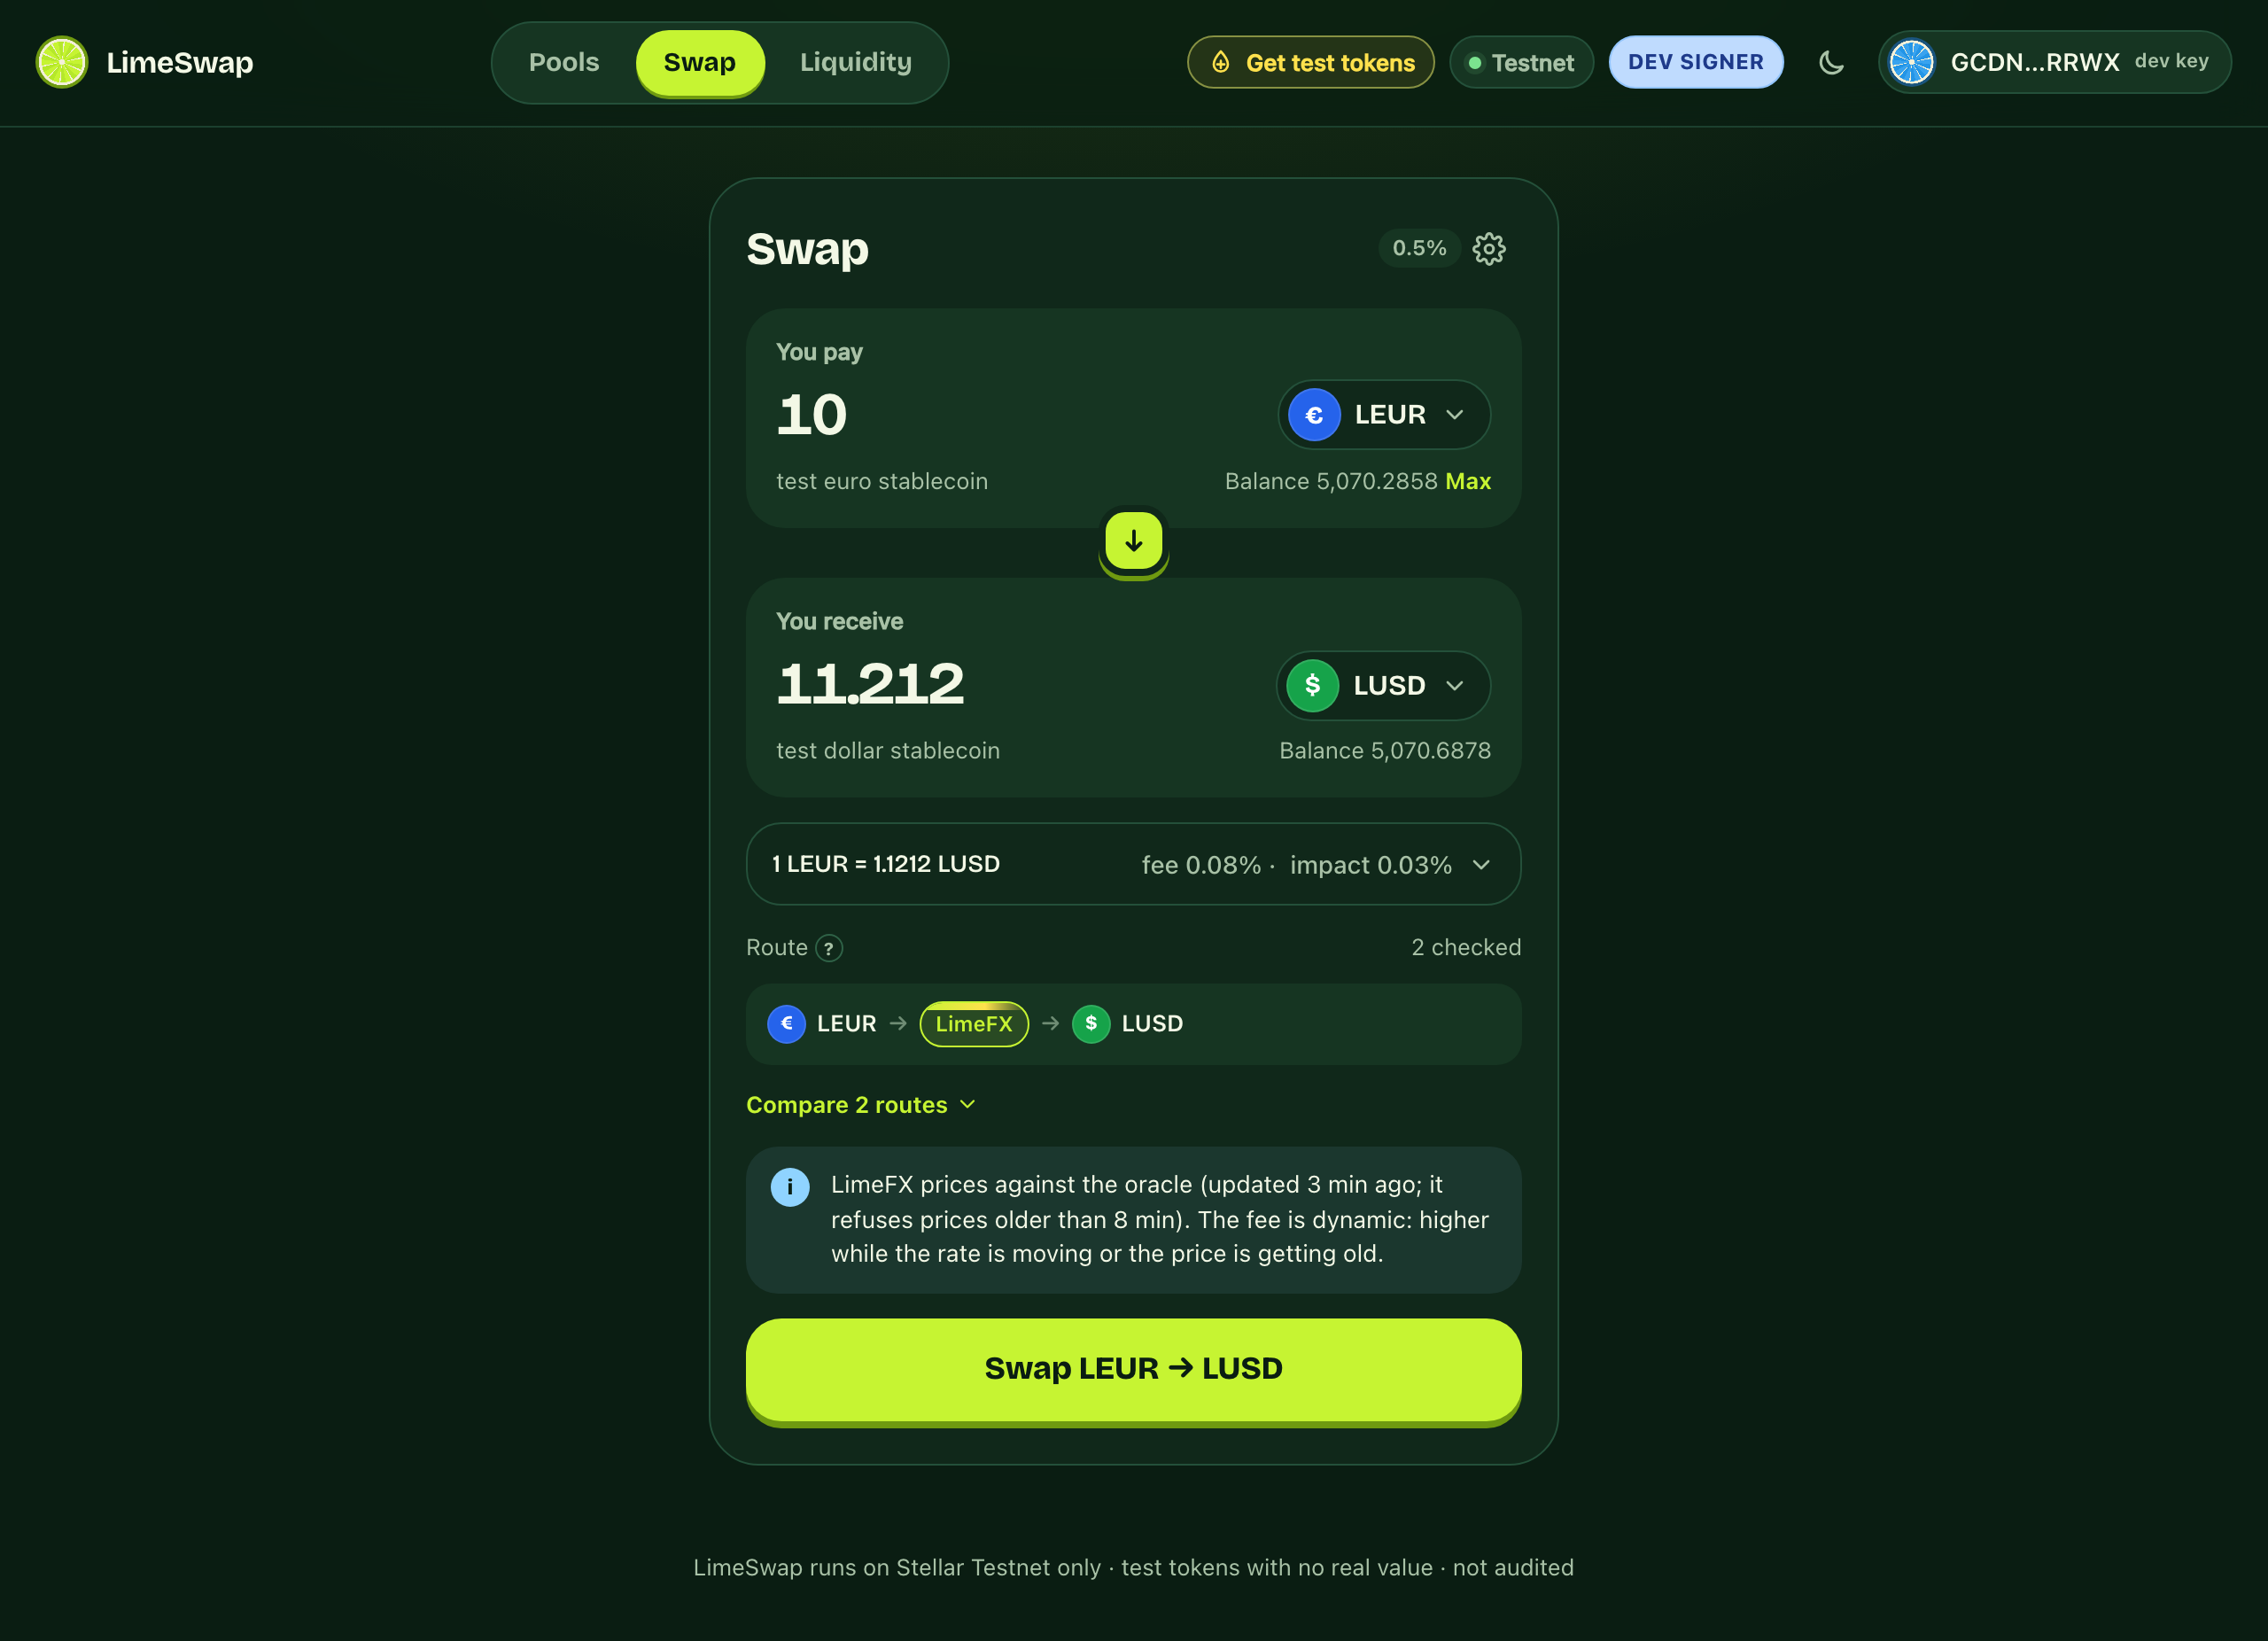 LimeSwap
Pools
Swap
Liquidity
Get test tokens
Testnet
DEV SIGNER
GCDN...RRWX dev key
Swap
0.5%
You pay
10
€ LEUR
test euro stablecoin
Balance 5,070.2858 Max
You receive
11.212
$ LUSD
test dollar stablecoin
Balance 5,070.6878
1 LEUR = 1.1212 LUSD
fee 0.08% · impact 0.03%
Route ?
2 checked
€ LEUR → LimeFX → $ LUSD
Compare 2 routes
i
LimeFX prices against the oracle (updated 3 min ago; it
refuses prices older than 8 min). The fee is dynamic: higher
while the rate is moving or the price is getting old.
Swap LEUR → LUSD
LimeSwap runs on Stellar Testnet only · test tokens with no real value · not audited